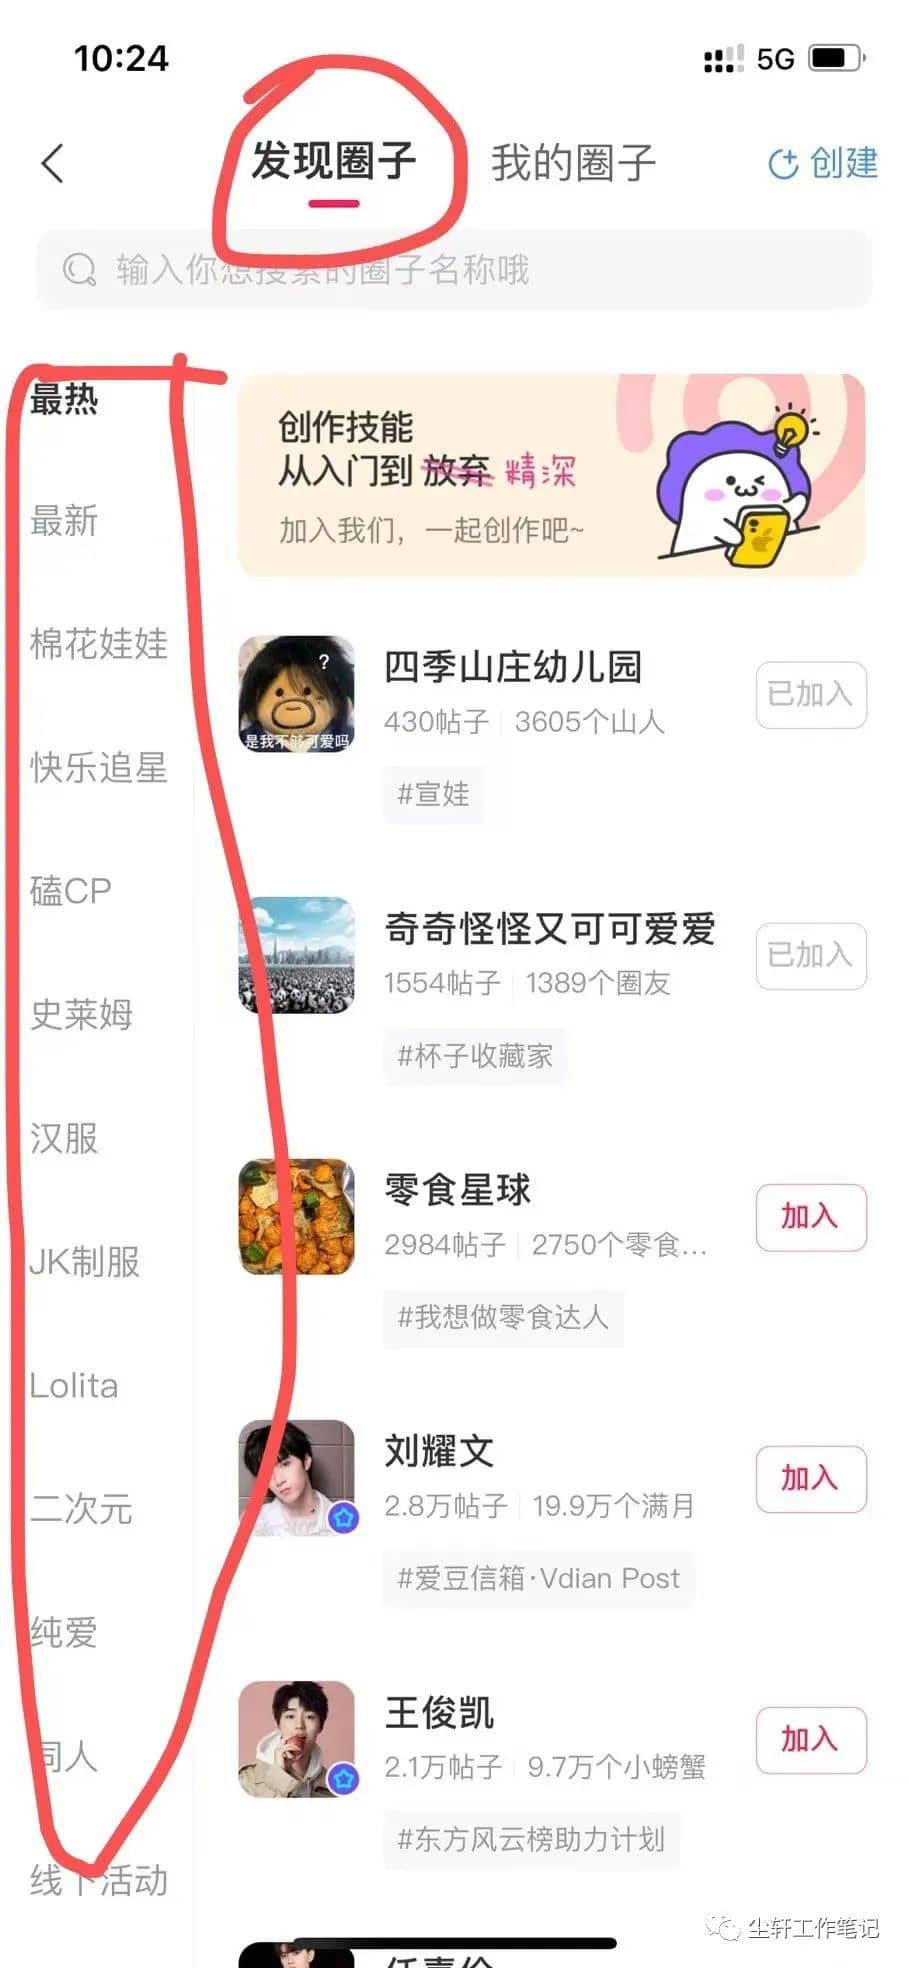 10:24
5G
发现圈子
我的圈子
创建
输入你想搜索的圈子名称哦
最热
最新
棉花娃娃
快乐追星
磕CP
史莱姆
汉服
JK制服
Lolita
二次元
纯爱
同人
线下活动
创作技能
从入门到 放弃 精深
加入我们，一起创作吧~
?
是我不够可爱吗
四季山庄幼儿园
430帖子 3605个山人
#宣娃
已加入
奇奇怪怪又可可爱爱
1554帖子 1389个圈友
#杯子收藏家
已加入
零食星球
2984帖子 2750个零食...
#我想做零食达人
加入
刘耀文
2.8万帖子 19.9万个满月
#爱豆信箱·Vdian Post
加入
王俊凯
2.1万帖子 9.7万个小螃蟹
#东方风云榜助力计划
加入
尘轩工作笔记